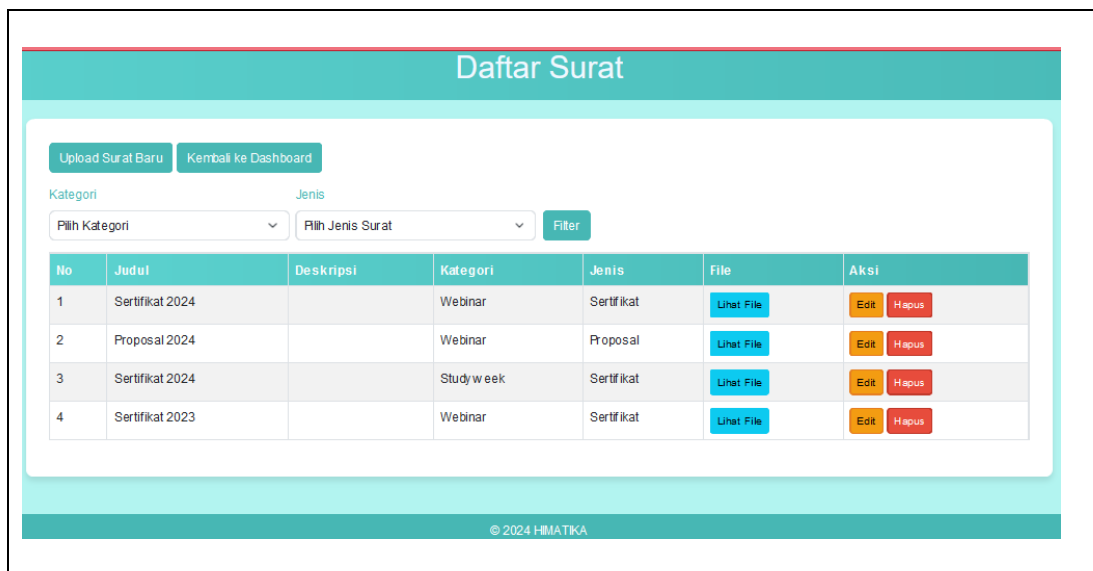 Daftar Surat
Upload Surat Baru Kembali ke Dashboard
Kategori Jenis
Pilih Kategori Pilih Jenis Surat Filter
No Judul Deskripsi Kategori Jenis File Aksi
1 Sertifikat 2024 Webinar Sertifikat Lihat File Edit Hapus
2 Proposal 2024 Webinar Proposal Lihat File Edit Hapus
3 Sertifikat 2024 Studyweek Sertifikat Lihat File Edit Hapus
4 Sertifikat 2023 Webinar Sertifikat Lihat File Edit Hapus
© 2024 HIMATIKA